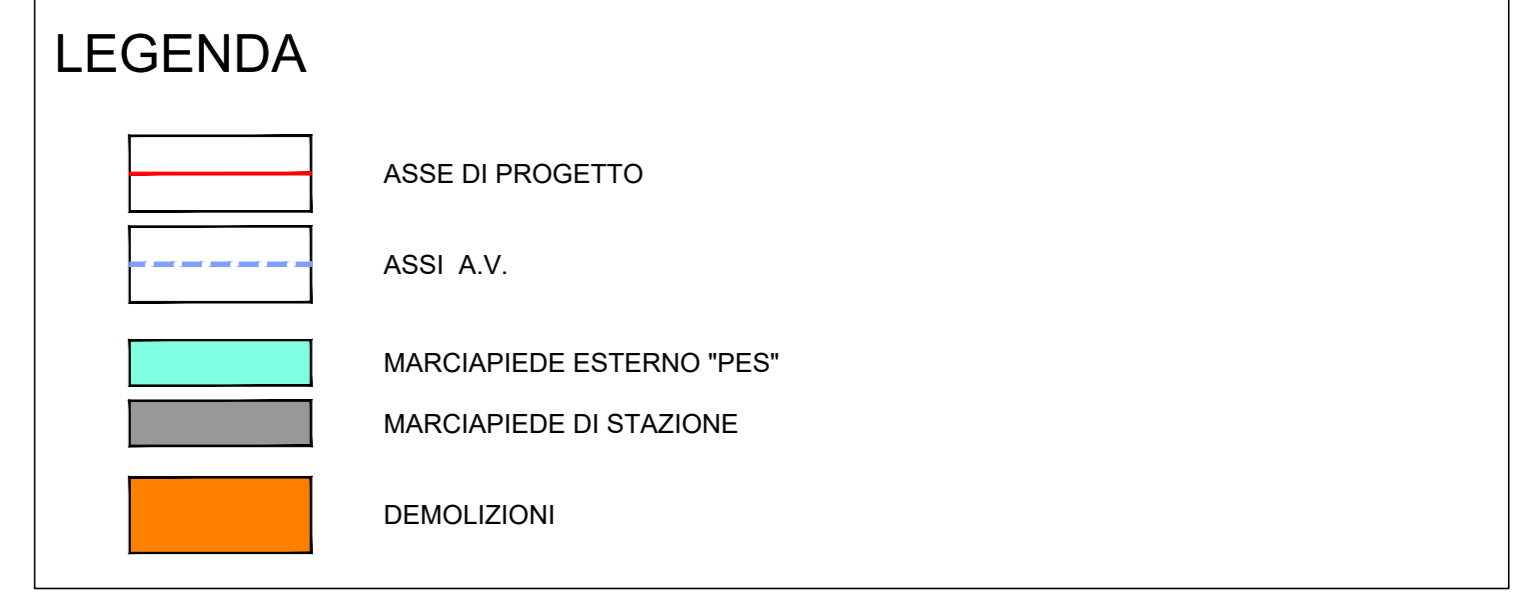 LEGENDA
ASSE DI PROGETTO
ASSI A.V.
MARCIAPIEDE ESTERNO "PES"
MARCIAPIEDE DI STAZIONE
DEMOLIZIONI